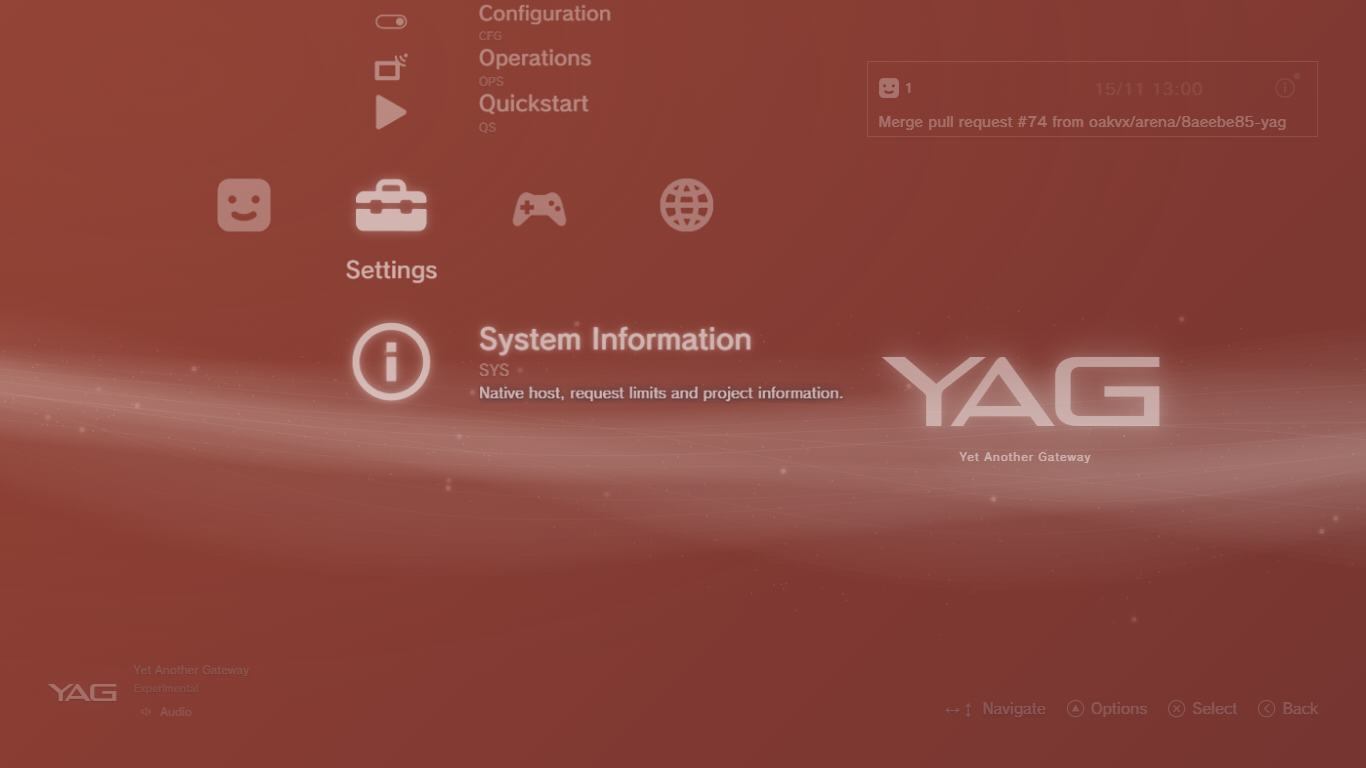 Configuration
CFG
Operations
OPS
Quickstart
QS
1
15/11 13:00
Merge pull request #74 from oakvx/arena/8aeebe85-yag
Settings
System Information
SYS
Native host, request limits and project information.
YAG
Yet Another Gateway
YAG
Yet Another Gateway
Experimental
Audio
Navigate
Options
Select
Back